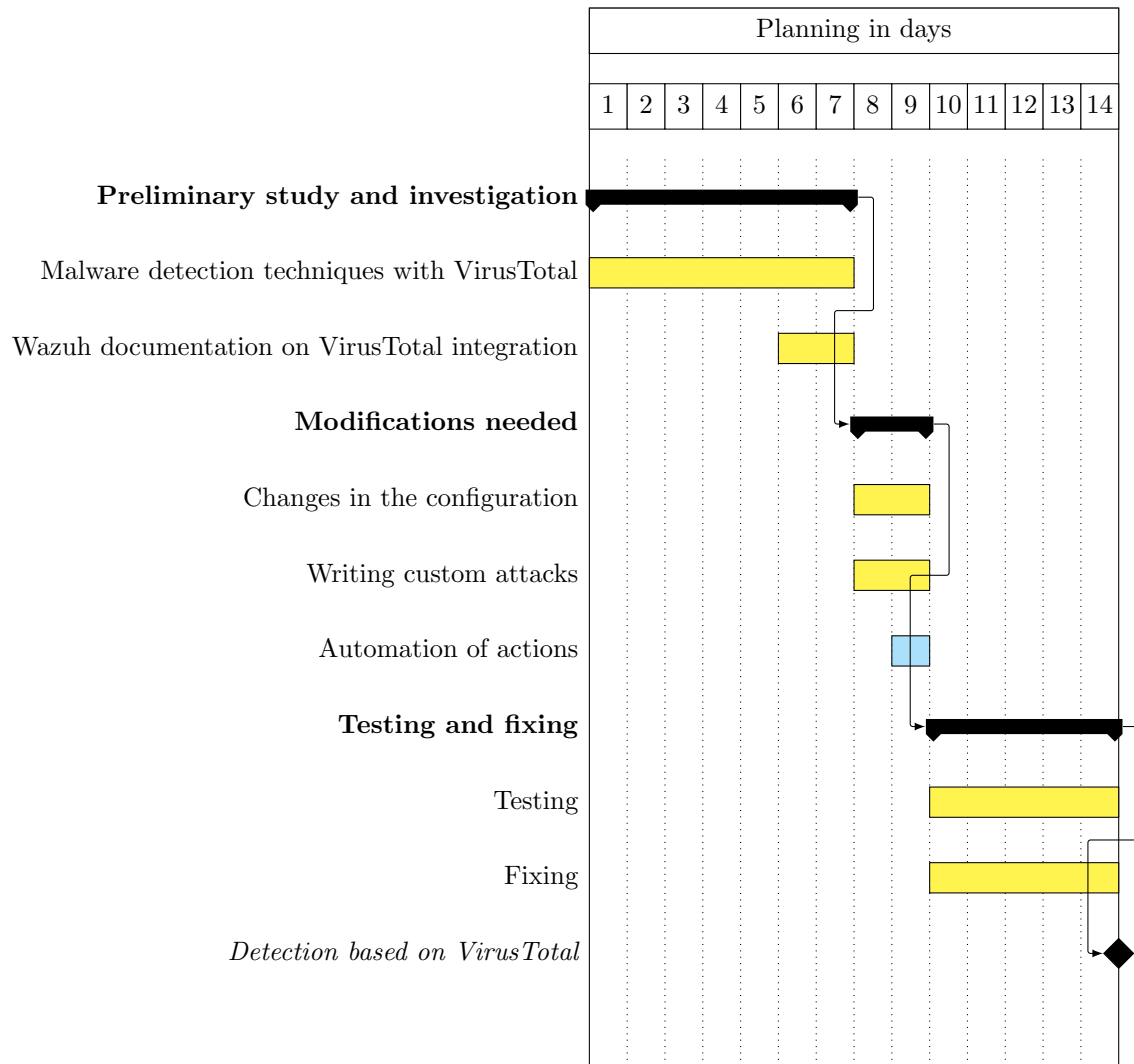 Planning in days
1 2 3 4 5 6 7 8 9 10 11 12 13 14
Preliminary study and investigation
Malware detection techniques with VirusTotal
Wazuh documentation on VirusTotal integration
Modifications needed
Changes in the configuration
Writing custom attacks
Automation of actions
Testing and fixing
Testing
Fixing
Detection based on VirusTotal